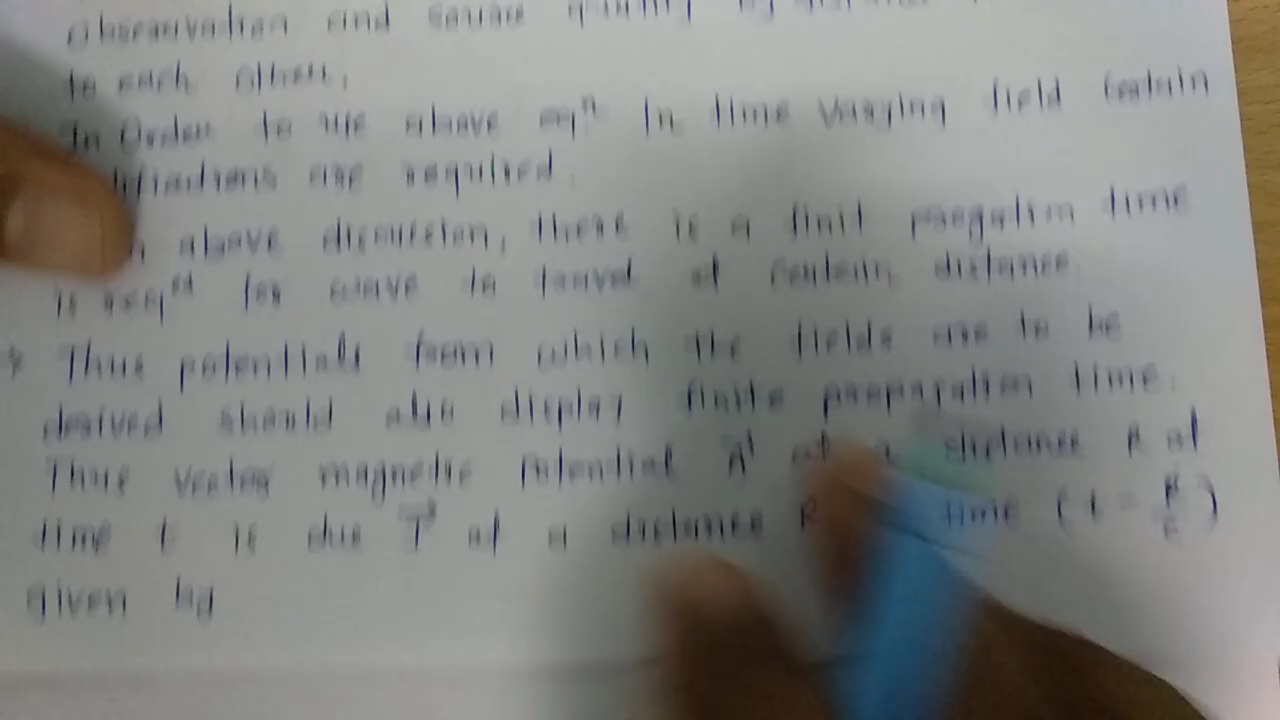 observation and
to each other.
In Order to use above eqn In time Varying field Certain
are required.
above discussion, there is a finit time
is reqd for wave to travel at certain distance.
Thus potentials from which the fields are to be
derived should also display finite propagation time.
Thus Vector magnetic Potential A at a distance R at
time t is due J at a distance R time (t - R/c)
given by